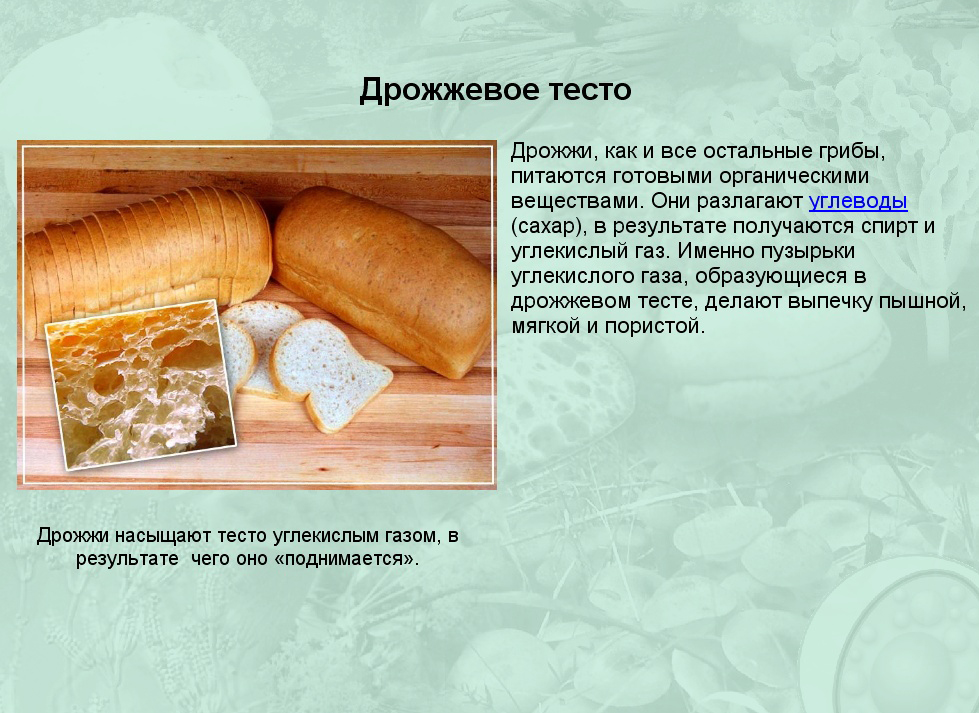 Дрожжевое тесто
Дрожжи, как и все остальные грибы,
питаются готовыми органическими
веществами. Они разлагают углеводы
(сахар), в результате получаются спирт и
углекислый газ. Именно пузырьки
углекислого газа, образующиеся в
дрожжевом тесте, делают выпечку пышной,
мягкой и пористой.
Дрожжи насыщают тесто углекислым газом, в
результате  чего оно «поднимается».